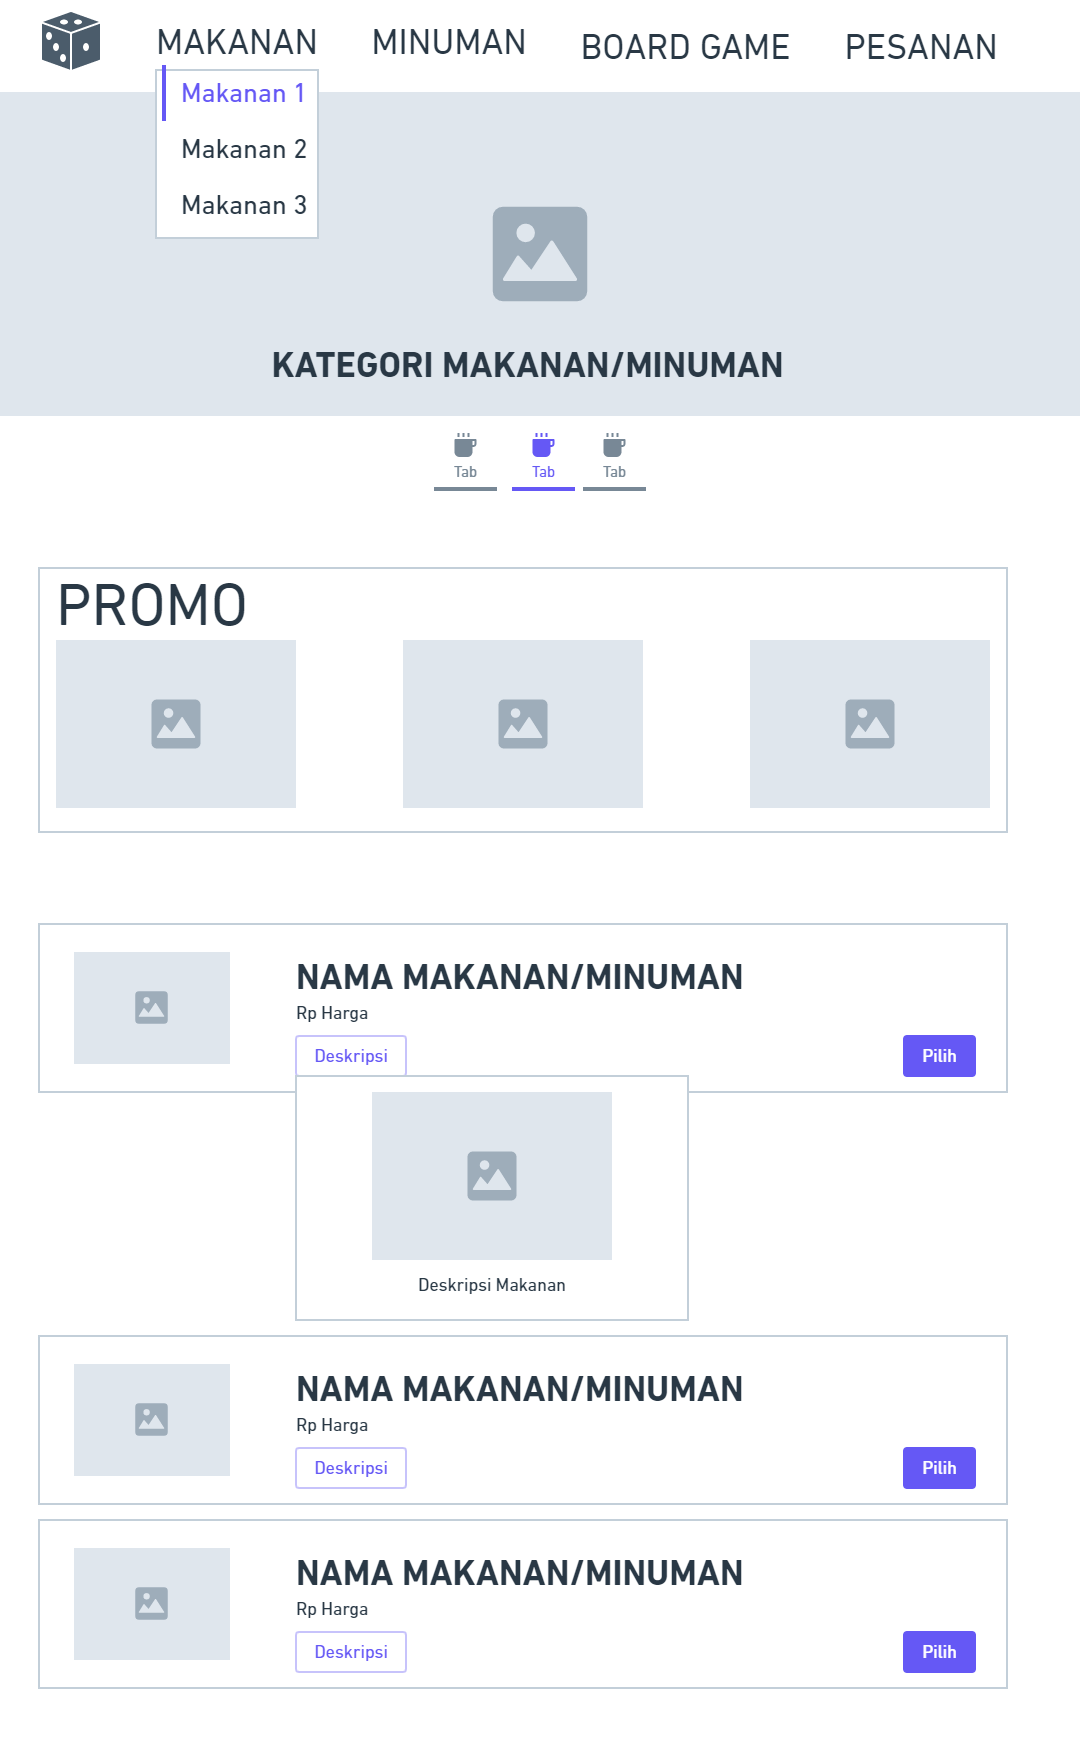 MAKANAN
MINUMAN
BOARD GAME
PESANAN
Makanan 1
Makanan 2
Makanan 3
KATEGORI MAKANAN/MINUMAN
Tab
Tab
Tab
PROMO
NAMA MAKANAN/MINUMAN
Rp Harga
Deskripsi
Pilih
Deskripsi Makanan
NAMA MAKANAN/MINUMAN
Rp Harga
Deskripsi
Pilih
NAMA MAKANAN/MINUMAN
Rp Harga
Deskripsi
Pilih